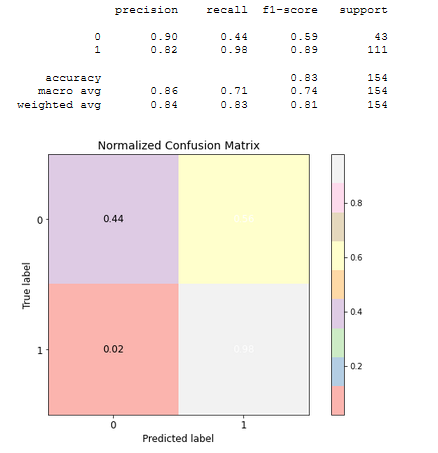 precision recall f1-score support
0 0.90 0.44 0.59 43
1 0.82 0.98 0.89 111
accuracy 0.83 154
macro avg 0.86 0.71 0.74 154
weighted avg 0.84 0.83 0.81 154
Normalized Confusion Matrix
0 0.44
0.8
0.6
0.4
0.2
True label
1 0.02 0.98
0 1
Predicted label